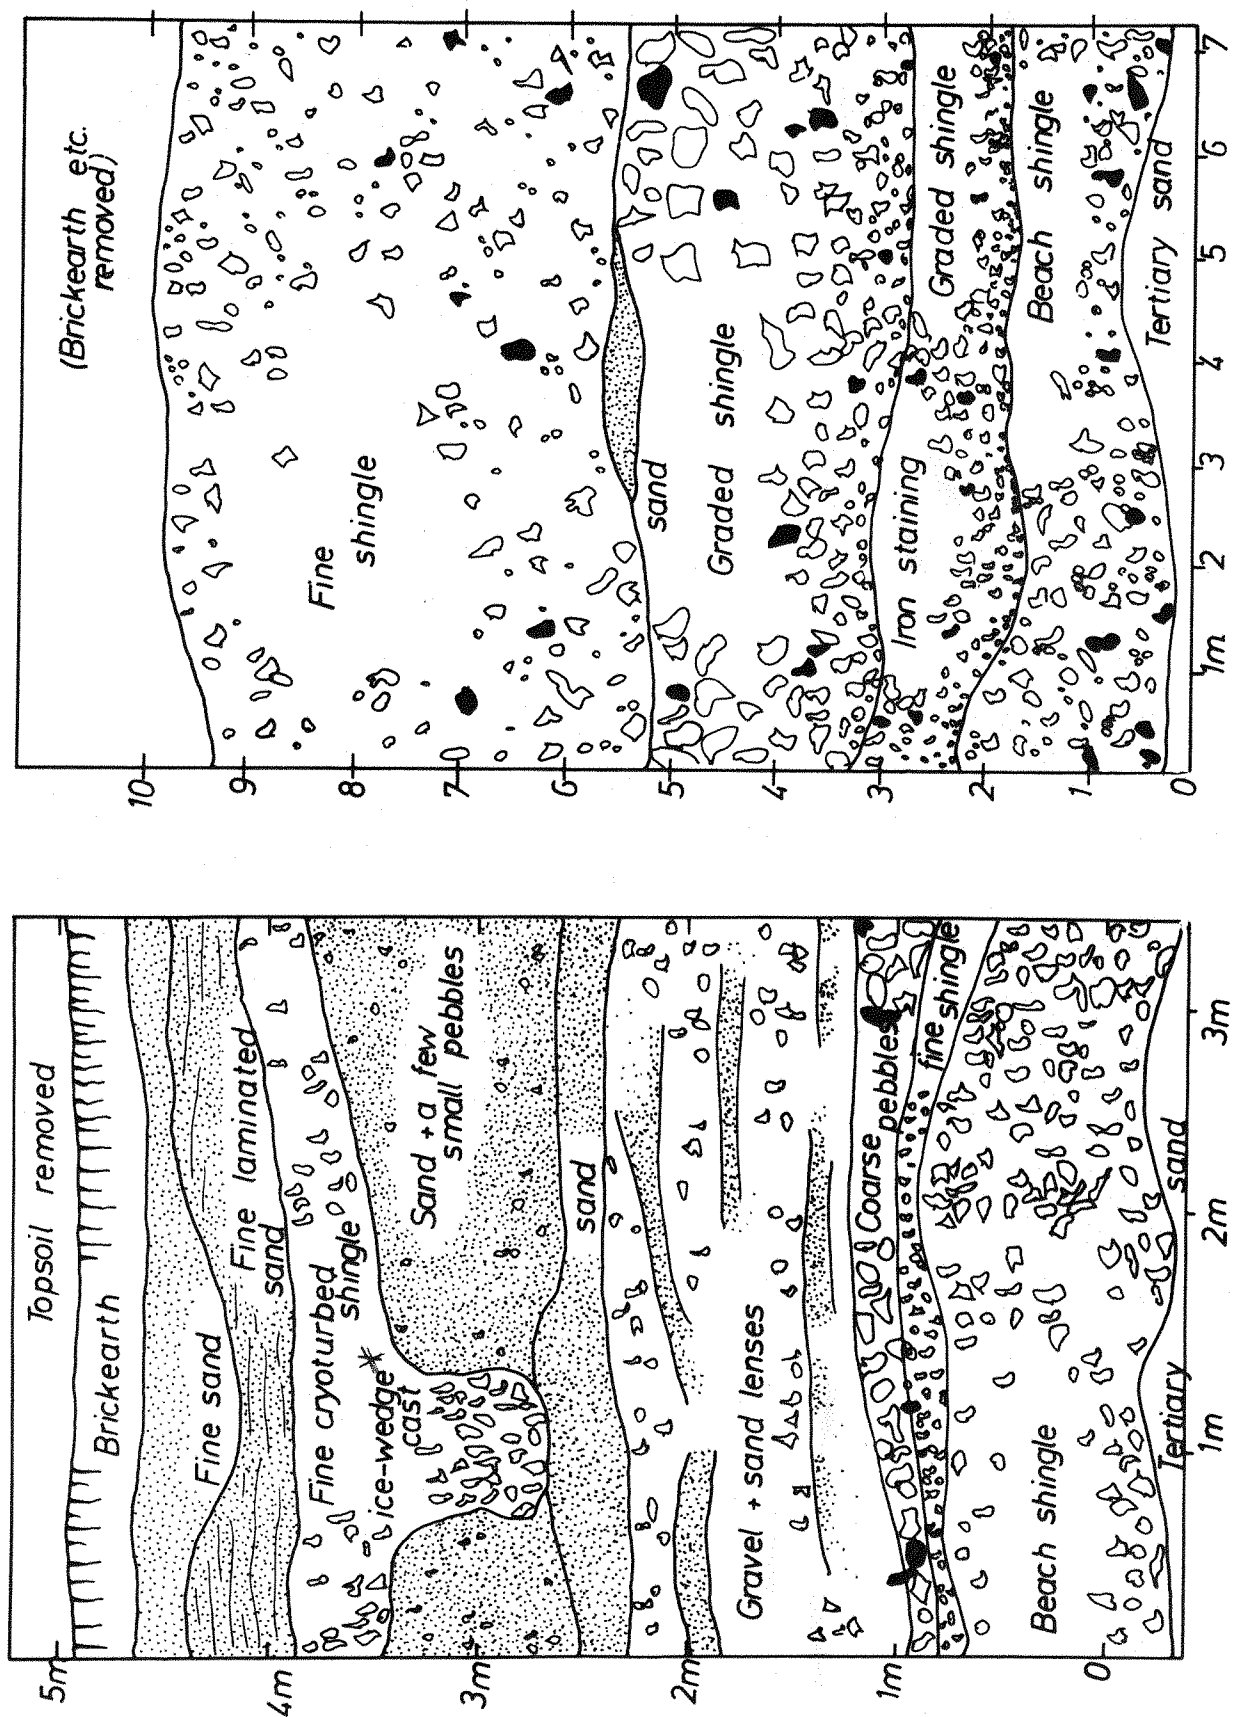 Topsoil removed
5m
Brickearth
Fine sand
Fine laminated
sand
4m
Fine cryoturbed
shingle
ice-wedge
cast
Sand + a few
small pebbles
3m
sand
2m
Gravel + sand lenses
Coarse
pebbles
fine
shingle
1m
Beach shingle
0
Tertiary sand
1m 2m 3m
(Brickearth etc.
removed)
10
9
8
Fine
shingle
7
6
sand
5
Graded shingle
4
3
Iron staining
Graded shingle
2
Beach shingle
1
Tertiary sand
0
1m 2 3 4 5 6 7